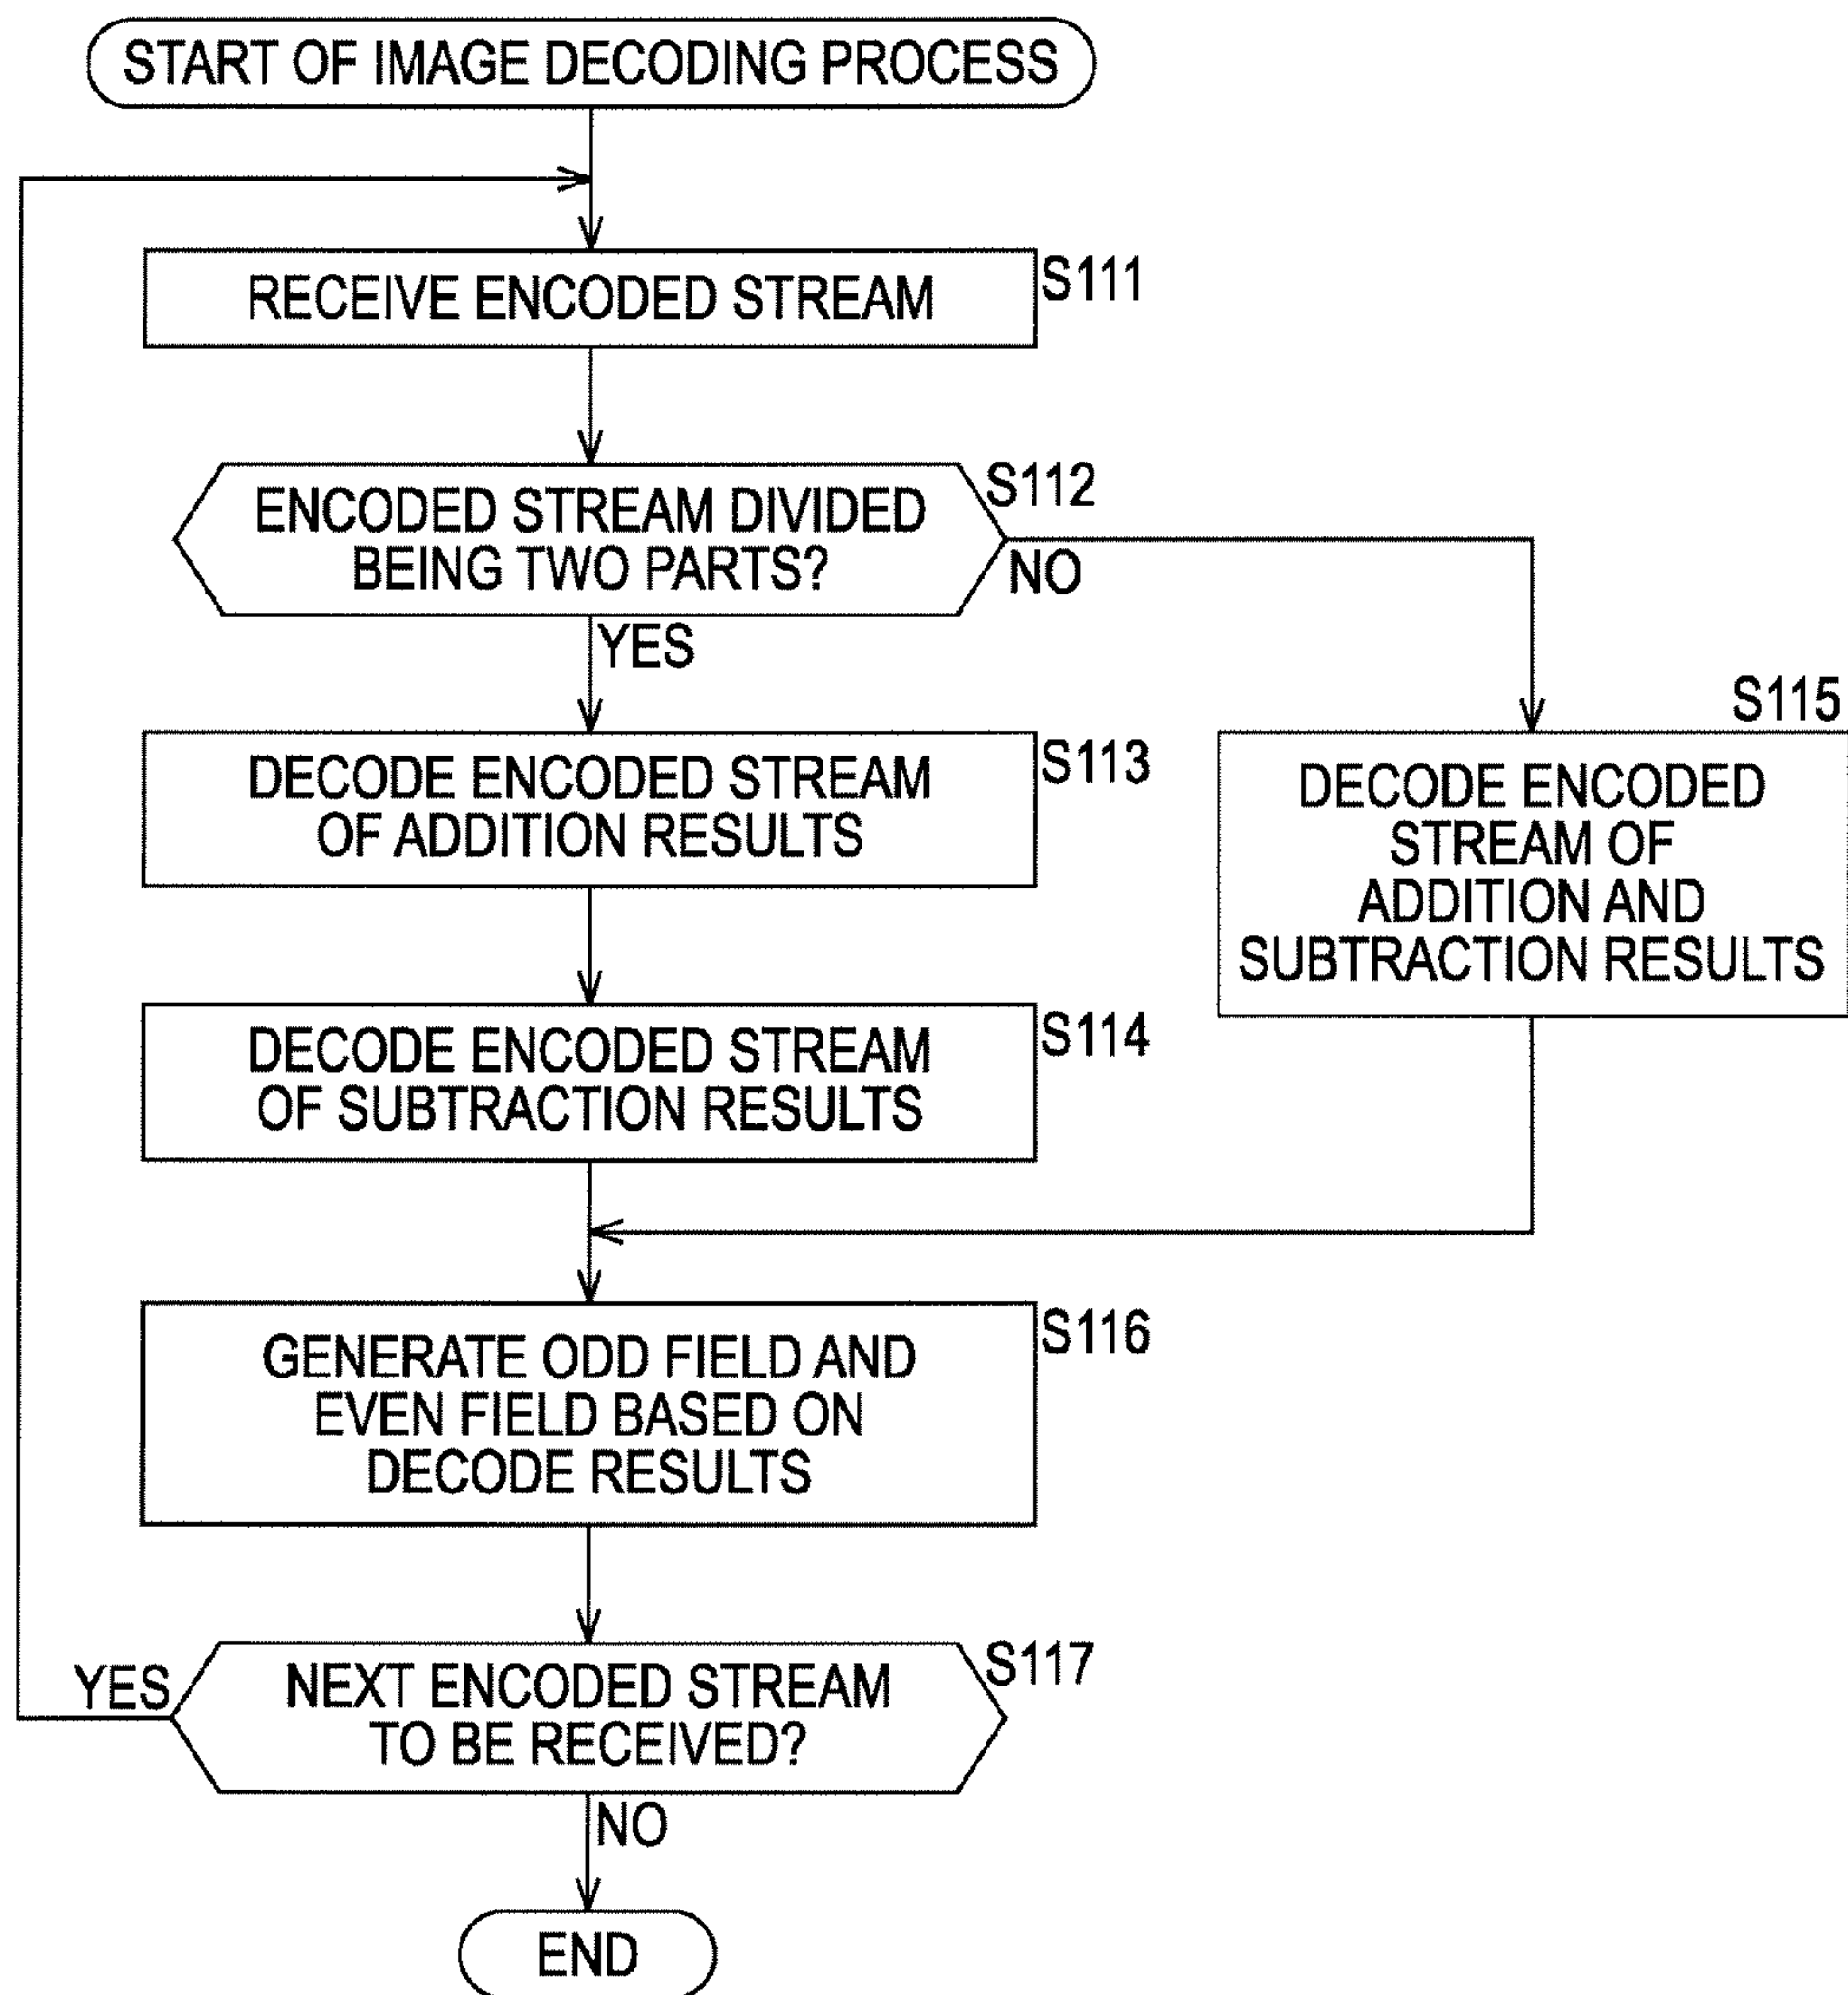 START OF IMAGE DECODING PROCESS
RECEIVE ENCODED STREAM
S111
ENCODED STREAM DIVIDED
BEING TWO PARTS?
S112
NO
YES
DECODE ENCODED STREAM
OF ADDITION RESULTS
S113
S115
DECODE ENCODED
STREAM OF
ADDITION AND
SUBTRACTION RESULTS
DECODE ENCODED STREAM
OF SUBTRACTION RESULTS
S114
GENERATE ODD FIELD AND
EVEN FIELD BASED ON
DECODE RESULTS
S116
YES
NEXT ENCODED STREAM
TO BE RECEIVED?
S117
NO
END